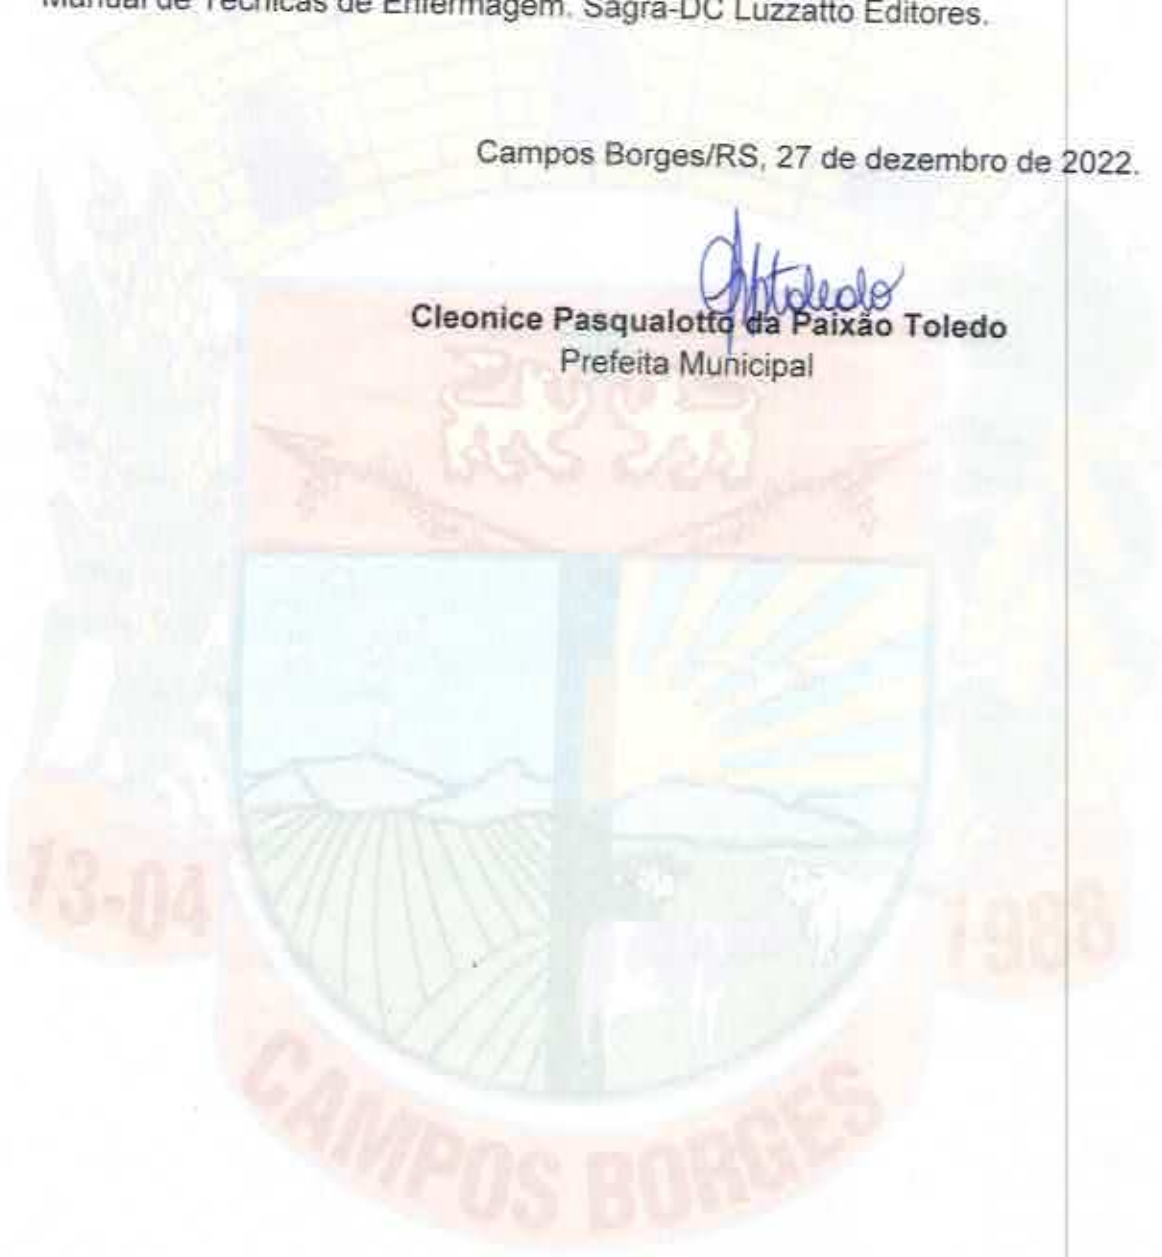 Manual de Técnicas de Enfermagem. Sagra-DC Luzzatto Editores.
Campos Borges/RS, 27 de dezembro de 2022.
Cleonice Pasqualotto da Paixão Toledo
Prefeita Municipal
13-04
1988
CAMPOS BORGES